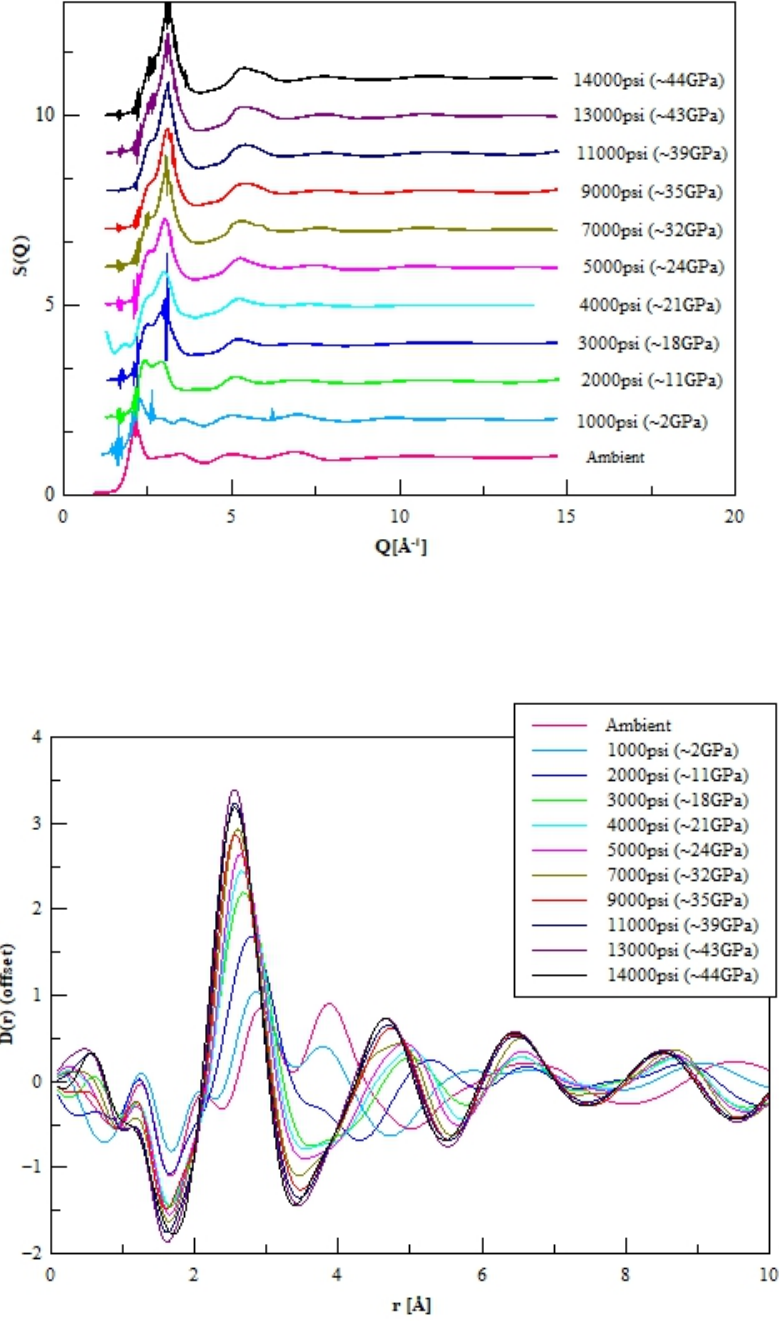 14000psi (~44GPa)
10
13000psi (~43GPa)
11000psi (~39GPa)
9000psi (~35GPa)
7000psi (~32GPa)
S(Q)
5000psi (~24GPa)
5
4000psi (~21GPa)
3000psi (~18GPa)
2000psi (~11GPa)
1000psi (~2GPa)
Ambient
0
0 5 10 15 20
Q[Å⁻¹]
Ambient
1000psi (~2GPa)
2000psi (~11GPa)
3000psi (~18GPa)
4000psi (~21GPa)
5000psi (~24GPa)
7000psi (~32GPa)
9000psi (~35GPa)
11000psi (~39GPa)
13000psi (~43GPa)
14000psi (~44GPa)
4
3
2
1
0
−1
−2
D(r) (offset)
0 2 4 6 8 10
r [Å]